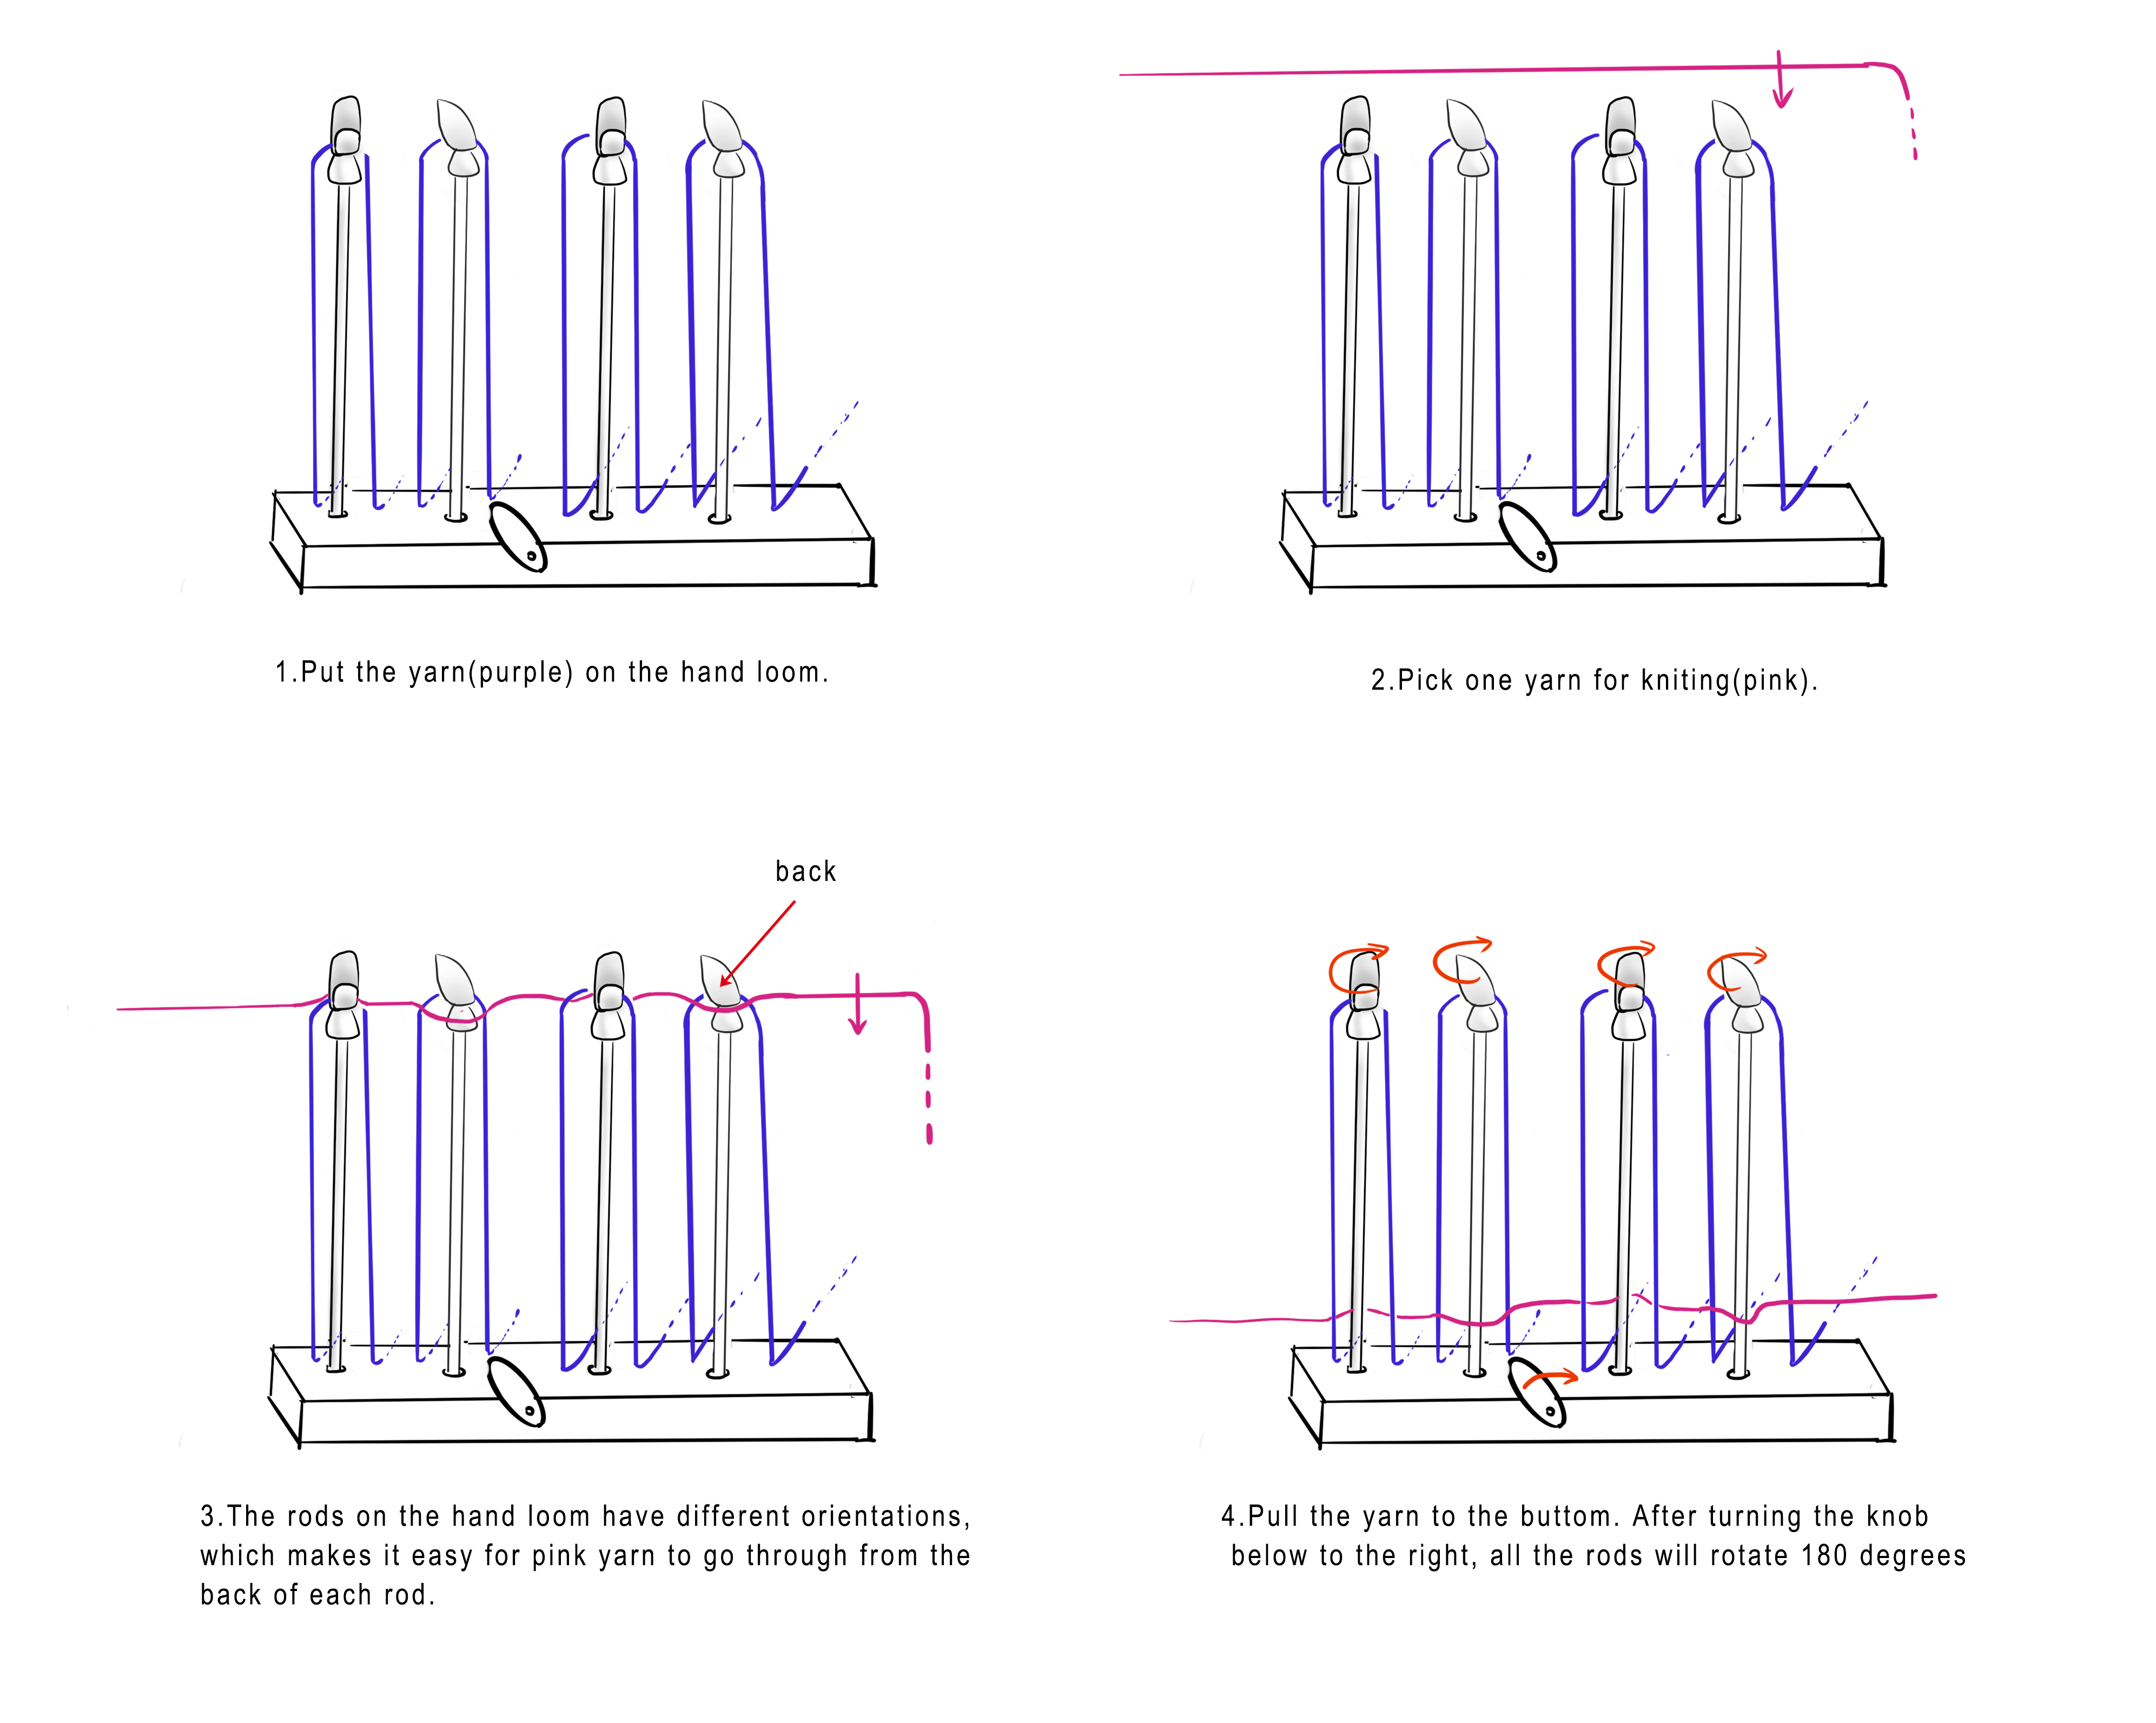 1.Put the yarn(purple) on the hand loom.
2.Pick one yarn for kniting(pink).
back
3.The rods on the hand loom have different orientations,
which makes it easy for pink yarn to go through from the
back of each rod.
4.Pull the yarn to the buttom. After turning the knob
below to the right, all the rods will rotate 180 degrees